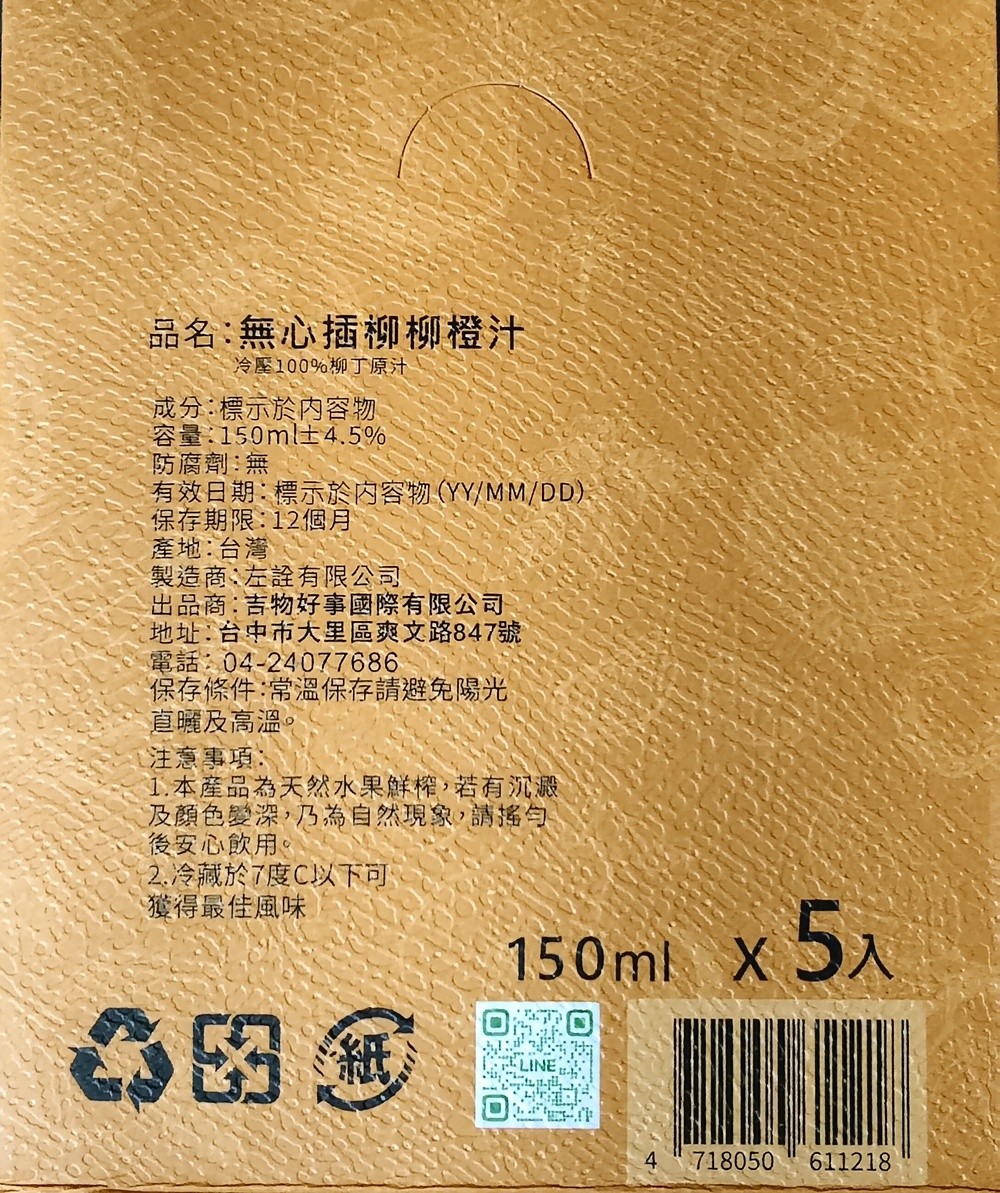 品名:無心插柳柳橙汁
冷壓100%柳丁原汁
成分:標示於內容物
容量:150ml±4.5%
防腐劑:無
有效日期:標示於內容物(YY/MM/DD)
保存期限:12個月
產地:台灣
製造商:左詮有限公司
出品商:吉物好事國際有限公司
地址:台中市大里區爽文路847號
電話: 04-24077686
保存條件:常溫保存請避免陽光
直曬及高溫。
注意事項:
1.本產品為天然水果鮮榨,若有沉澱
及顏色變深,乃為自然現象,請搖勻
後安心飲用。
2.冷藏於7度C以下可
獲得最佳風味
150ml x 5入
紙
LINE
4 718050 611218